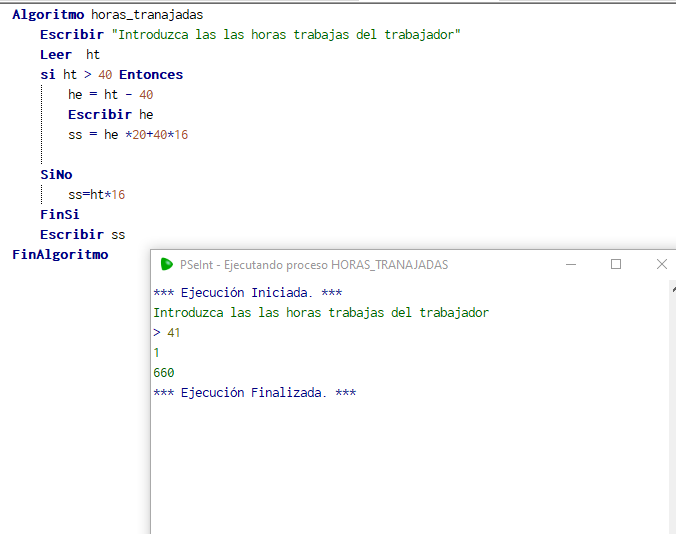 Algoritmo horas_tranajadas
Escribir "Introduzca las las horas trabajas del trabajador"
Leer ht
si ht > 40 Entonces
he = ht - 40
Escribir he
ss = he *20+40*16
SiNo
ss=ht*16
FinSi
Escribir ss
FinAlgoritmo
PSeInt - Ejecutando proceso HORAS_TRANAJADAS
*** Ejecución Iniciada. ***
Introduzca las las horas trabajas del trabajador
> 41
1
660
*** Ejecución Finalizada. ***